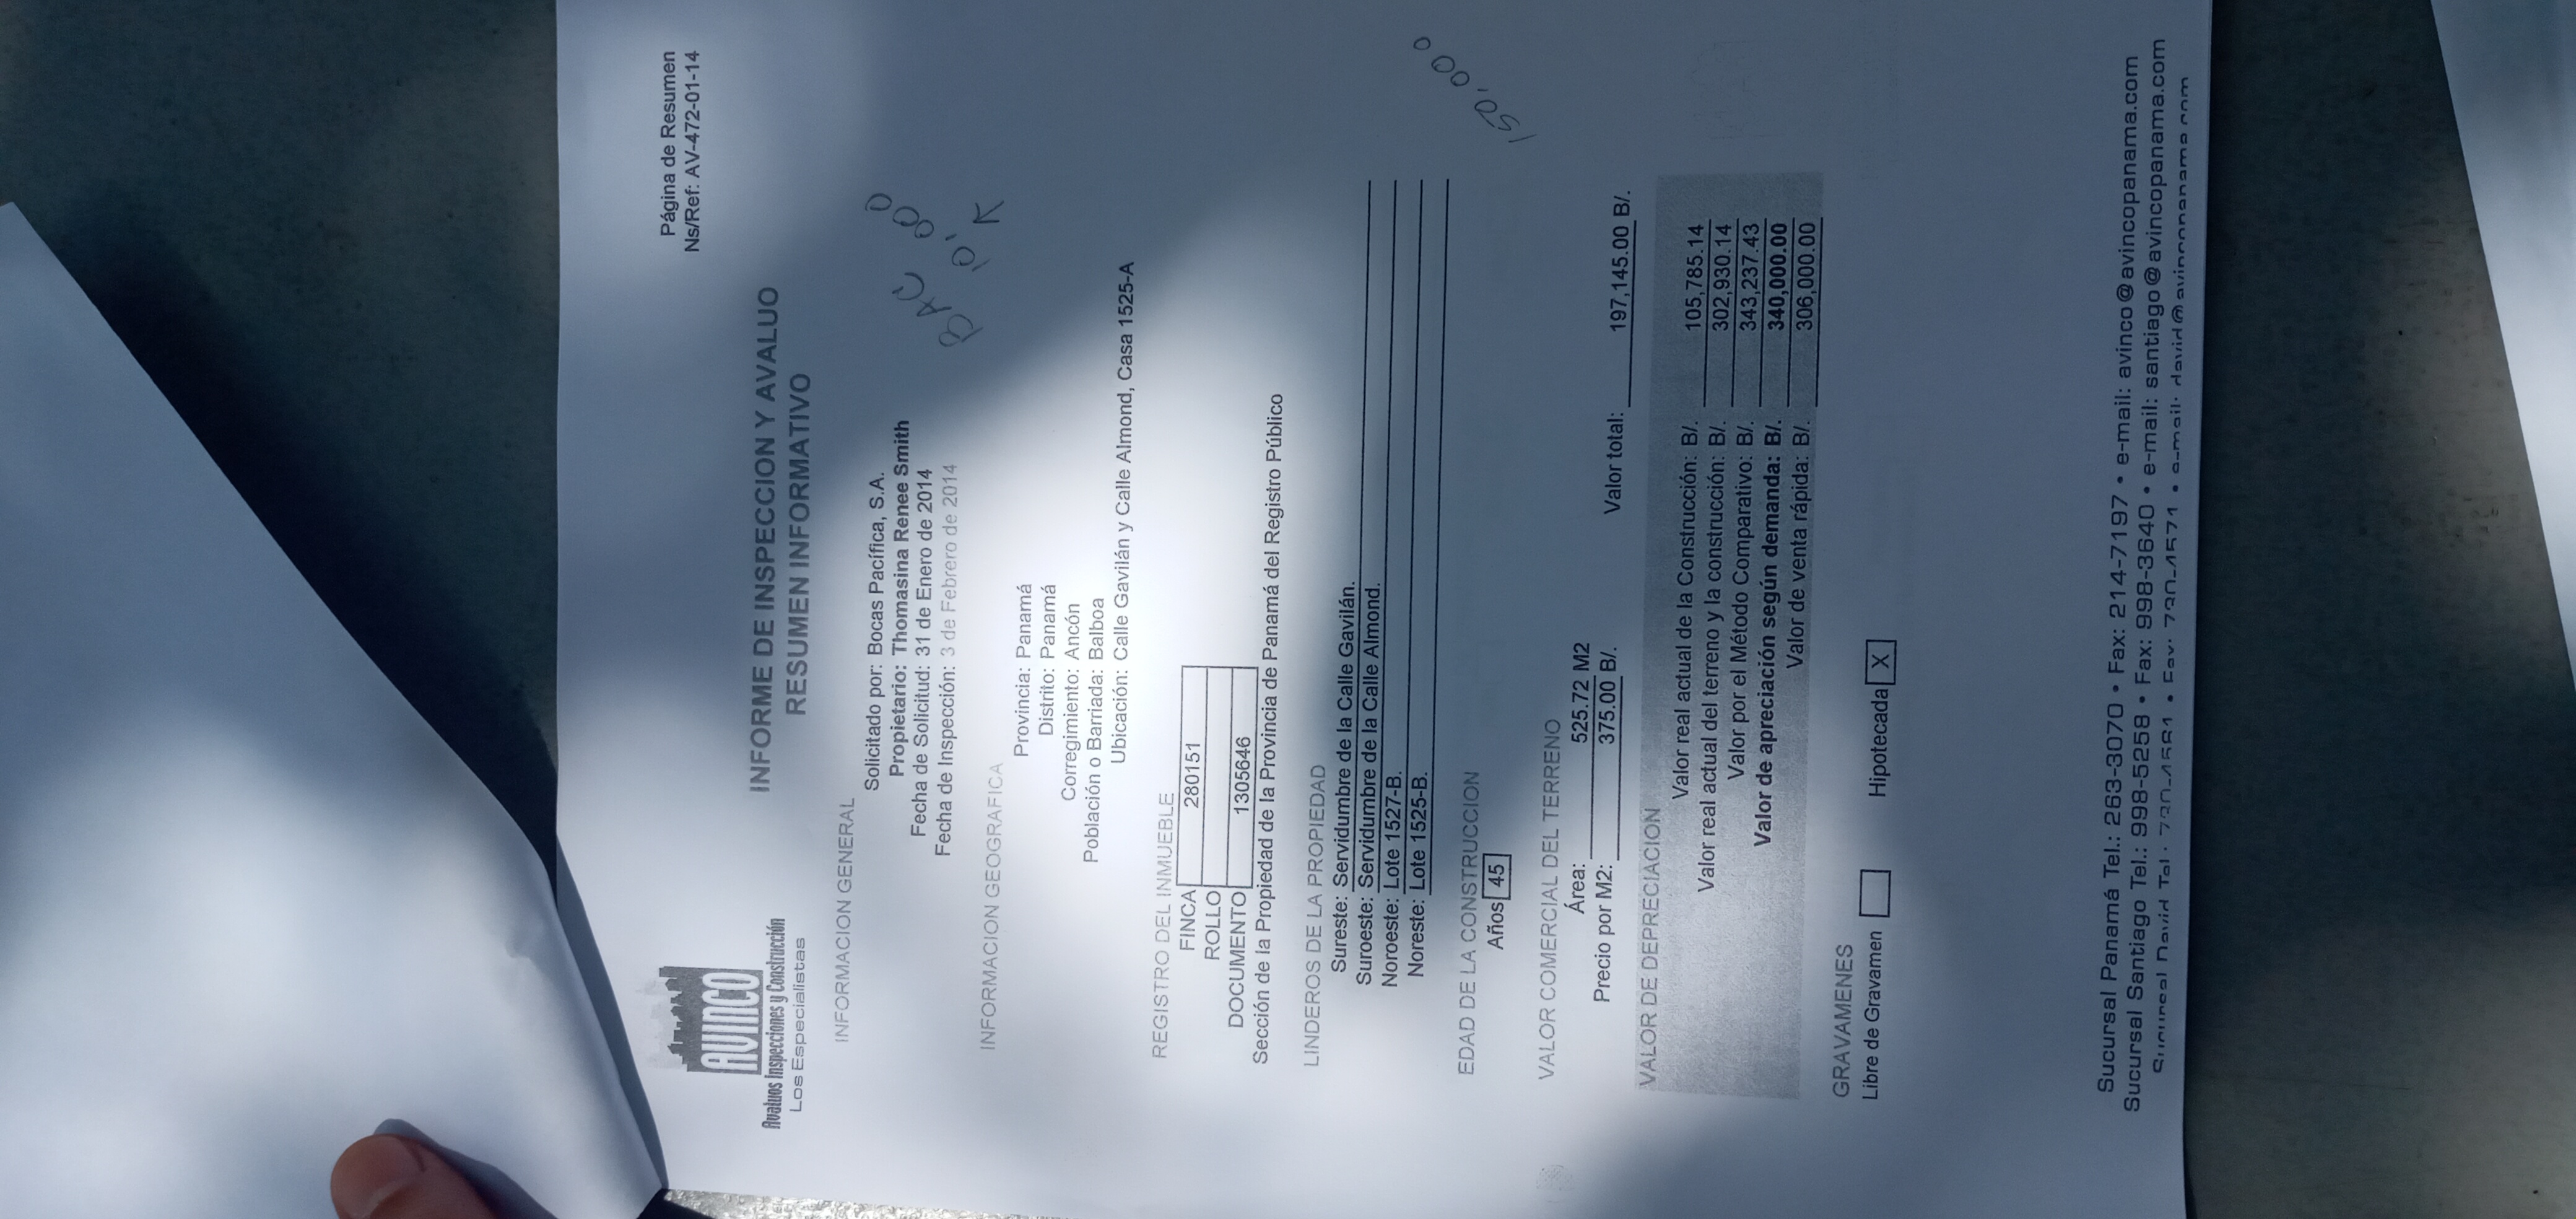 Página de Resumen
Ns/Ref: AV-472-01-14
AVINCO
Avaluos Inspecciones y Construcción
Los Especialistas
INFORME DE INSPECCION Y AVALUO
RESUMEN INFORMATIVO
INFORMACION GENERAL
Solicitado por: Bocas Pacífica, S.A.
Propietario: Thomasina Renee Smith
Fecha de Solicitud: 31 de Enero de 2014
Fecha de Inspección: 3 de Febrero de 2014
BAC
10,000
INFORMACION GEOGRAFICA
Provincia: Panamá
Distrito: Panamá
Corregimiento: Ancón
Población o Barriada: Balboa
Ubicación: Calle Gavilán y Calle Almond, Casa 1525-A
REGISTRO DEL INMUEBLE
FINCA 280151
ROLLO
DOCUMENTO 1305646
Sección de la Propiedad de la Provincia de Panamá del Registro Público
LINDEROS DE LA PROPIEDAD
Sureste: Servidumbre de la Calle Gavilán.
Suroeste: Servidumbre de la Calle Almond.
Noroeste: Lote 1527-B.
Noreste: Lote 1525-B.
EDAD DE LA CONSTRUCCION
Años 45
150,000
VALOR COMERCIAL DEL TERRENO
Área: 525.72 M2
Precio por M2: 375.00 B/. Valor total: 197,145.00 B/.
VALOR DE DEPRECIACION
Valor real actual de la Construcción: B/. 105,785.14
Valor real actual del terreno y la construcción: B/. 302,930.14
Valor por el Método Comparativo: B/. 343,237.43
Valor de apreciación según demanda: B/. 340,000.00
Valor de venta rápida: B/. 306,000.00
GRAVAMENES
Libre de Gravamen Hipotecada X
Sucursal Panamá Tel.: 263-3070 • Fax: 214-7197 • e-mail: avinco@avincopanama.com
Sucursal Santiago Tel.: 998-5258 • Fax: 998-3640 • e-mail: santiago@avincopanama.com
Sucursal David Tel.: 730-4561 • Fax: 730-4571 • e-mail: david@avincopanama.com